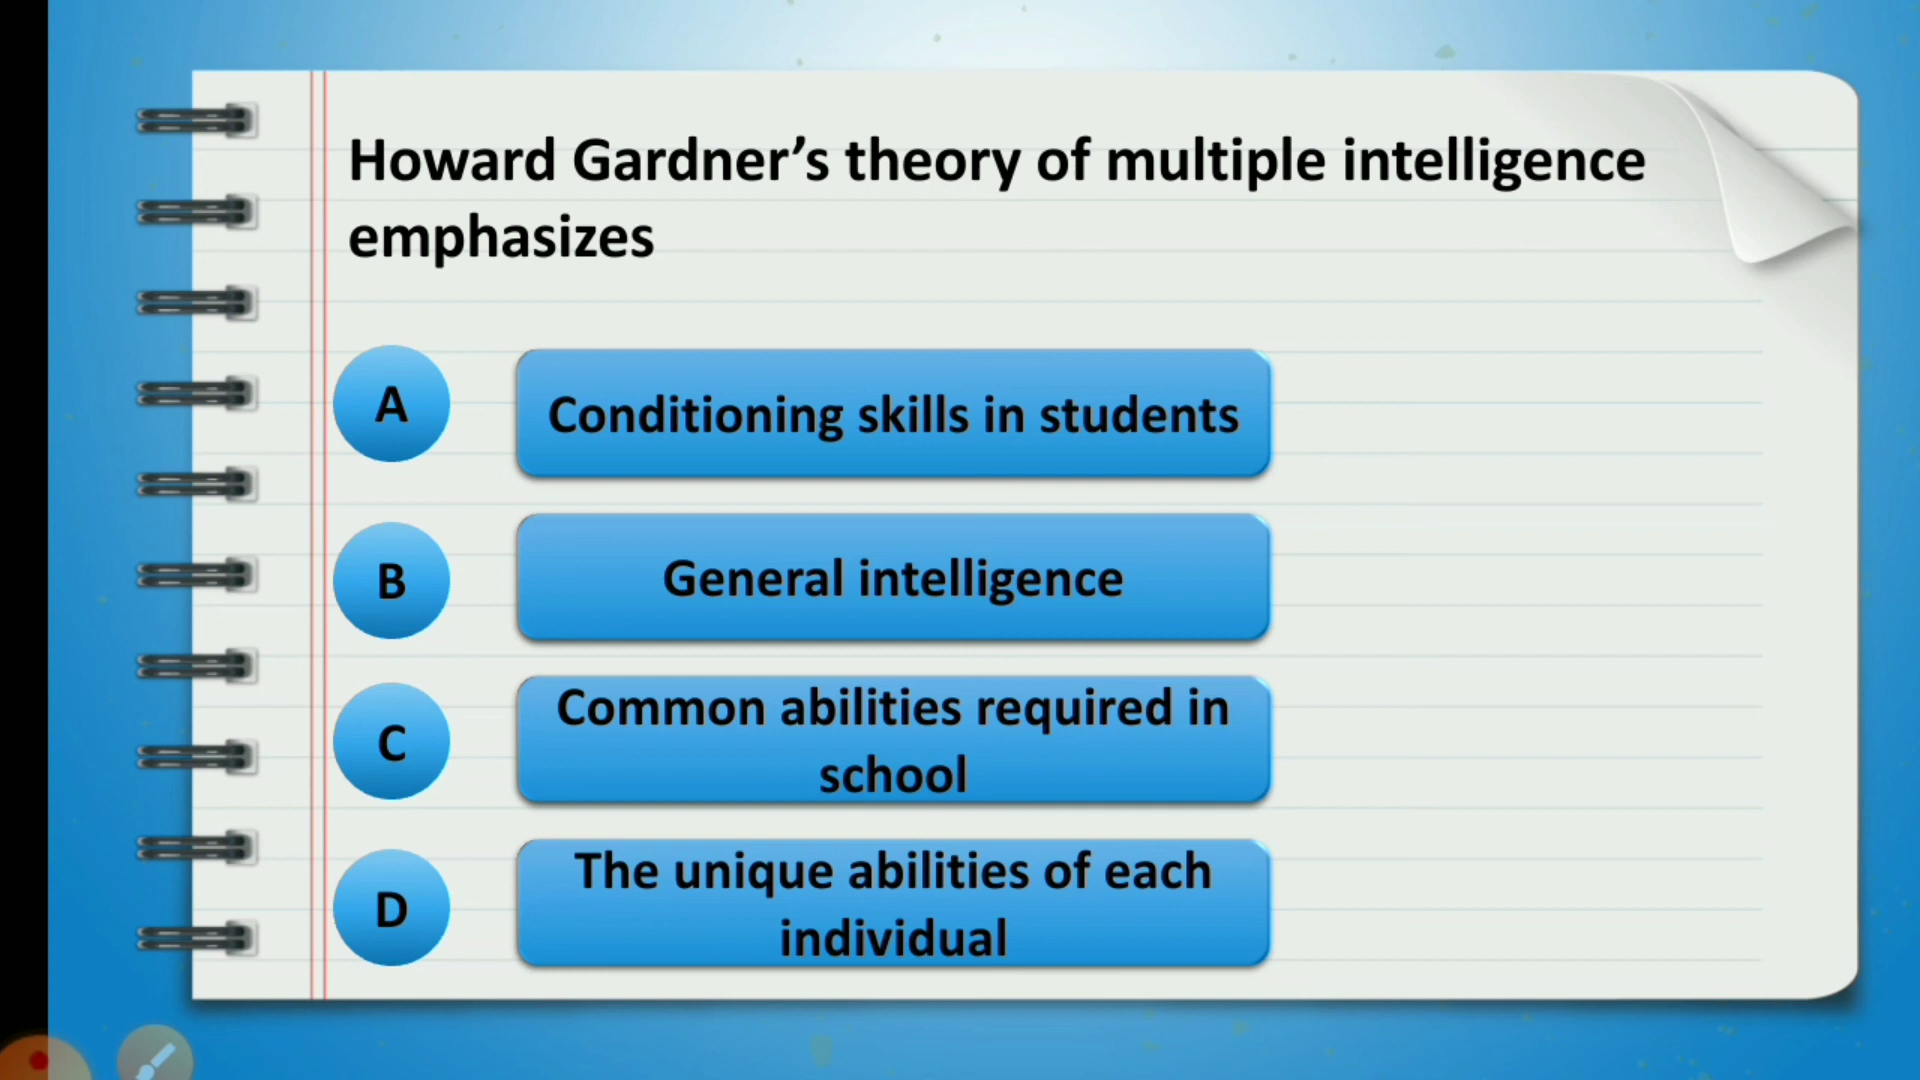 Howard Gardner’s theory of multiple intelligence
emphasizes
A
Conditioning skills in students
B
General intelligence
C
Common abilities required in
school
D
The unique abilities of each
individual